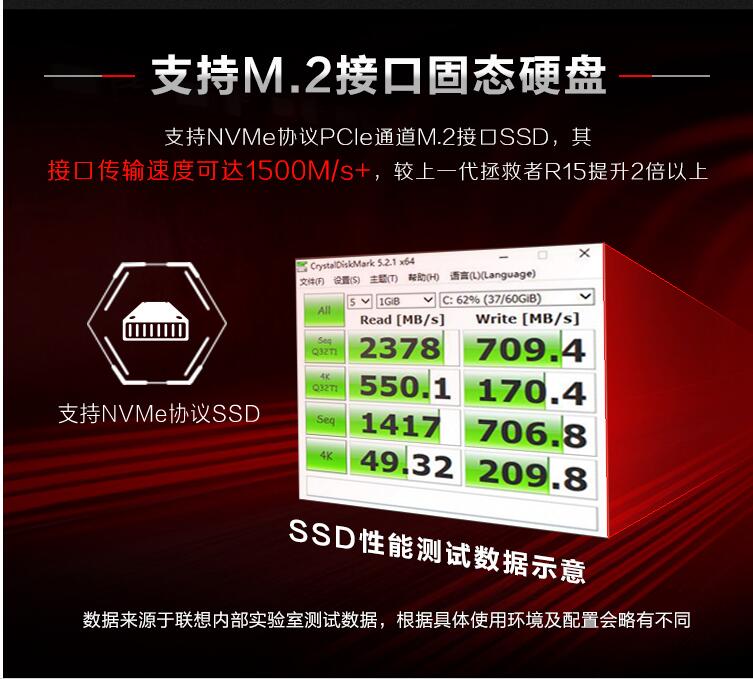 支持M.2接口固态硬盘
支持NVMe协议PCIe通道M.2接口SSD，其
接口传输速度可达1500M/s+，较上一代拯救者R15提升2倍以上
CrystalDiskMark 5.2.1 x64
文件(F) 设置(S) 主题(T) 帮助(H) 语言(L)(Language)
All 5 1GiB C: 62% (37/60GiB)
Read [MB/s] Write [MB/s]
Seq Q32T1 2378 709.4
4K Q32T1 550.1 170.4
Seq 1417 706.8
4K 49.32 209.8
支持NVMe协议SSD
SSD性能测试数据示意
数据来源于联想内部实验室测试数据，根据具体使用环境及配置会略有不同